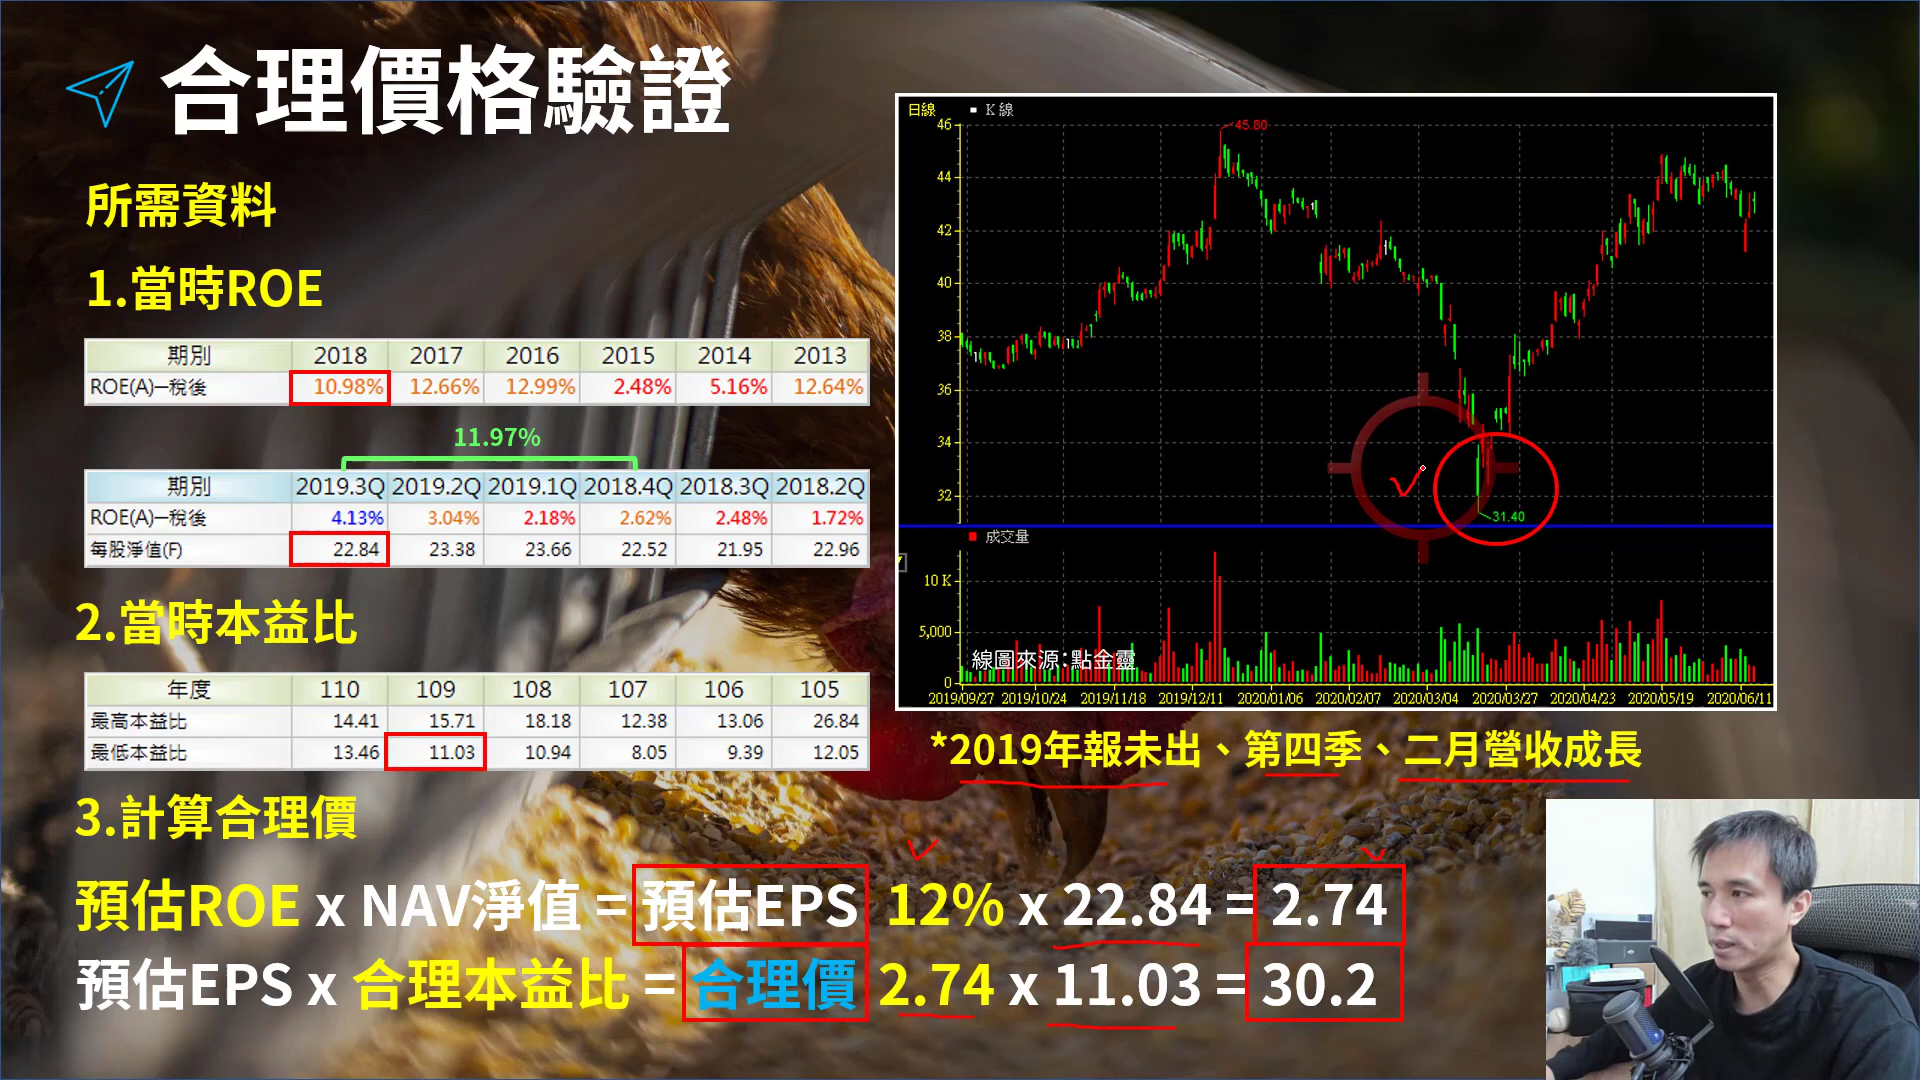 合理價格驗證
所需資料
1.當時ROE
期別 2018 2017 2016 2015 2014 2013
ROE(A)─稅後 10.98% 12.66% 12.99% 2.48% 5.16% 12.64%
11.97%
期別 2019.3Q 2019.2Q 2019.1Q 2018.4Q 2018.3Q 2018.2Q
ROE(A)─稅後 4.13% 3.04% 2.18% 2.62% 2.48% 1.72%
每股淨值(F) 22.84 23.38 23.66 22.52 21.95 22.96
2.當時本益比
年度 110 109 108 107 106 105
最高本益比 14.41 15.71 18.18 12.38 13.06 26.84
最低本益比 13.46 11.03 10.94 8.05 9.39 12.05
3.計算合理價
預估ROE x NAV淨值 = 預估EPS 12% x 22.84 = 2.74
預估EPS x 合理本益比 = 合理價 2.74 x 11.03 = 30.2
日線 K 線
46
45.80
44
42
40
38
36
34
32
31.40
成交量
10 K
5,000
0
線圖來源:點金靈
2019/09/27 2019/10/24 2019/11/18 2019/12/11 2020/01/06 2020/02/07 2020/03/04 2020/03/27 2020/04/23 2020/05/19 2020/06/11
*2019年報未出、第四季、二月營收成長